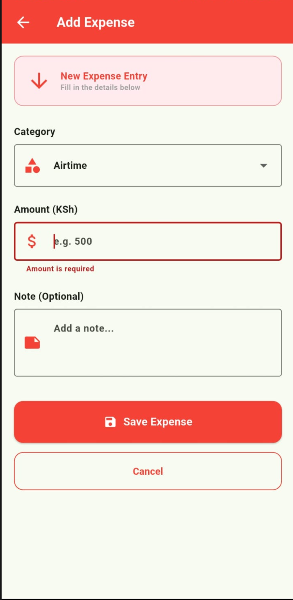 Add Expense
New Expense Entry
Fill in the details below
Category
Airtime
Amount (KSh)
$ e.g. 500
Amount is required
Note (Optional)
Add a note...
Save Expense
Cancel